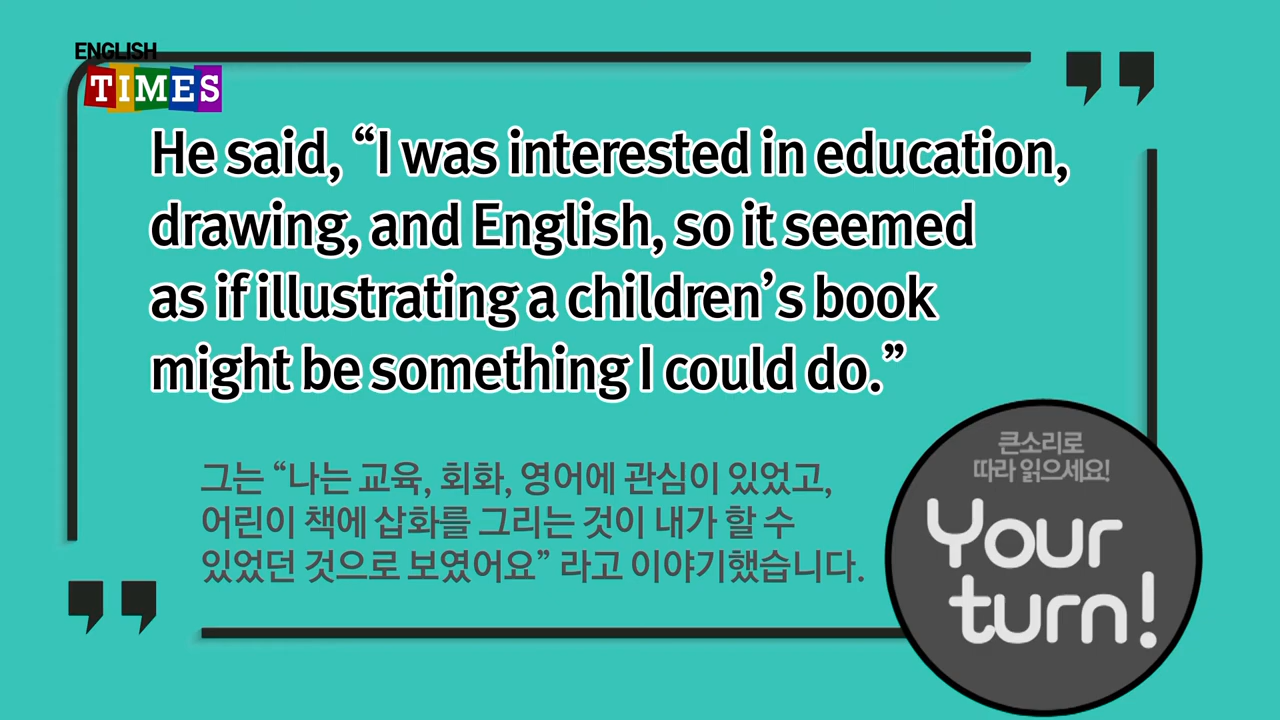 ENGLISH
TIMES
He said, “I was interested in education,
drawing, and English, so it seemed
as if illustrating a children’s book
might be something I could do.”
그는 “나는 교육, 회화, 영어에 관심이 있었고,
어린이 책에 삽화를 그리는 것이 내가 할 수
있었던 것으로 보였어요” 라고 이야기했습니다.
큰소리로
따라 읽으세요!
Your
turn!